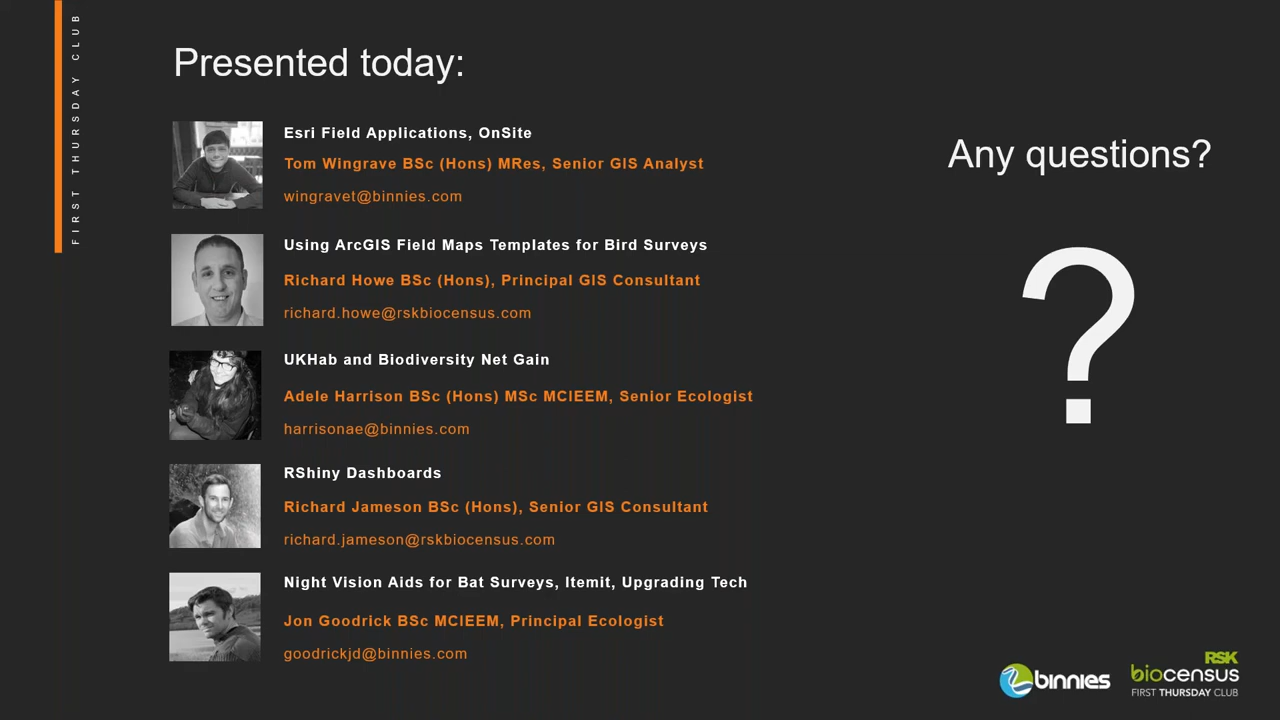 FIRST THURSDAY CLUB
Presented today:
Esri Field Applications, OnSite
Tom Wingrave BSc (Hons) MRes, Senior GIS Analyst
wingravet@binnies.com
Using ArcGIS Field Maps Templates for Bird Surveys
Richard Howe BSc (Hons), Principal GIS Consultant
richard.howe@rskbiocensus.com
UKHab and Biodiversity Net Gain
Adele Harrison BSc (Hons) MSc MCIEEM, Senior Ecologist
harrisonae@binnies.com
RShiny Dashboards
Richard Jameson BSc (Hons), Senior GIS Consultant
richard.jameson@rskbiocensus.com
Night Vision Aids for Bat Surveys, Itemit, Upgrading Tech
Jon Goodrick BSc MCIEEM, Principal Ecologist
goodrickjd@binnies.com
Any questions?
?
binnies
RSK
biocensus
FIRST THURSDAY CLUB